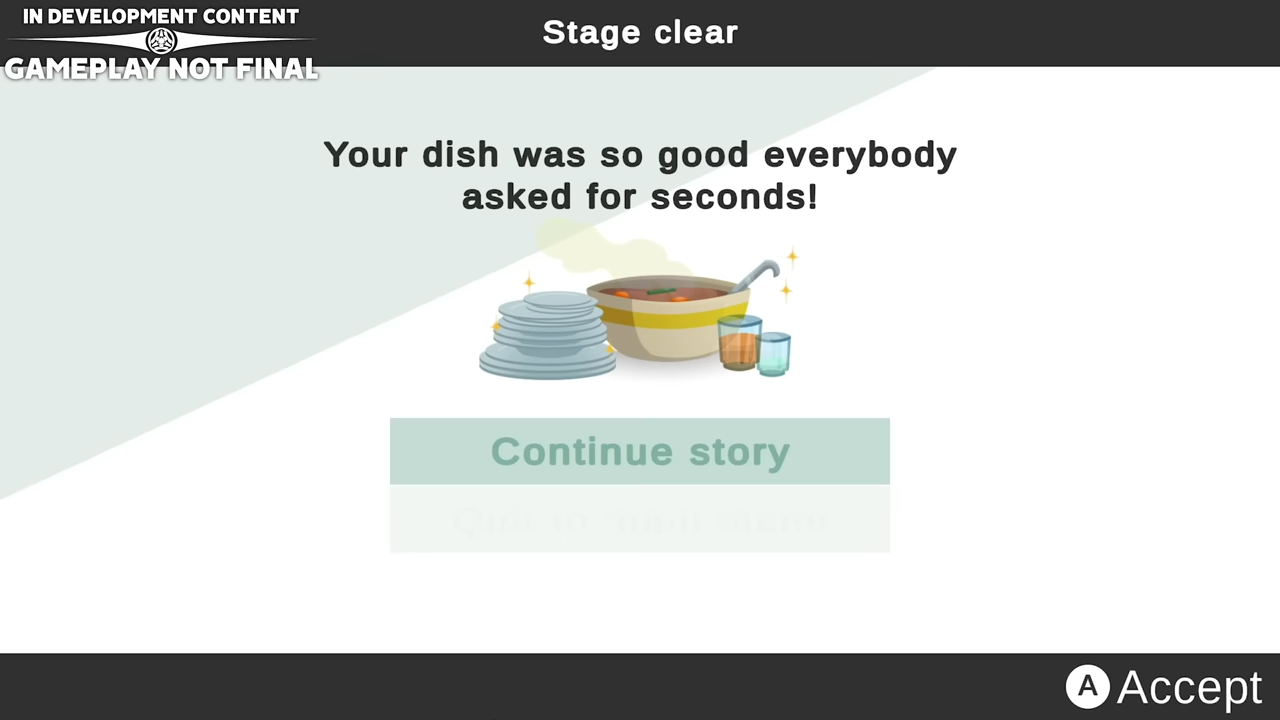 IN DEVELOPMENT CONTENT
GAMEPLAY NOT FINAL
Stage clear
Your dish was so good everybody
asked for seconds!
Continue story
A Accept